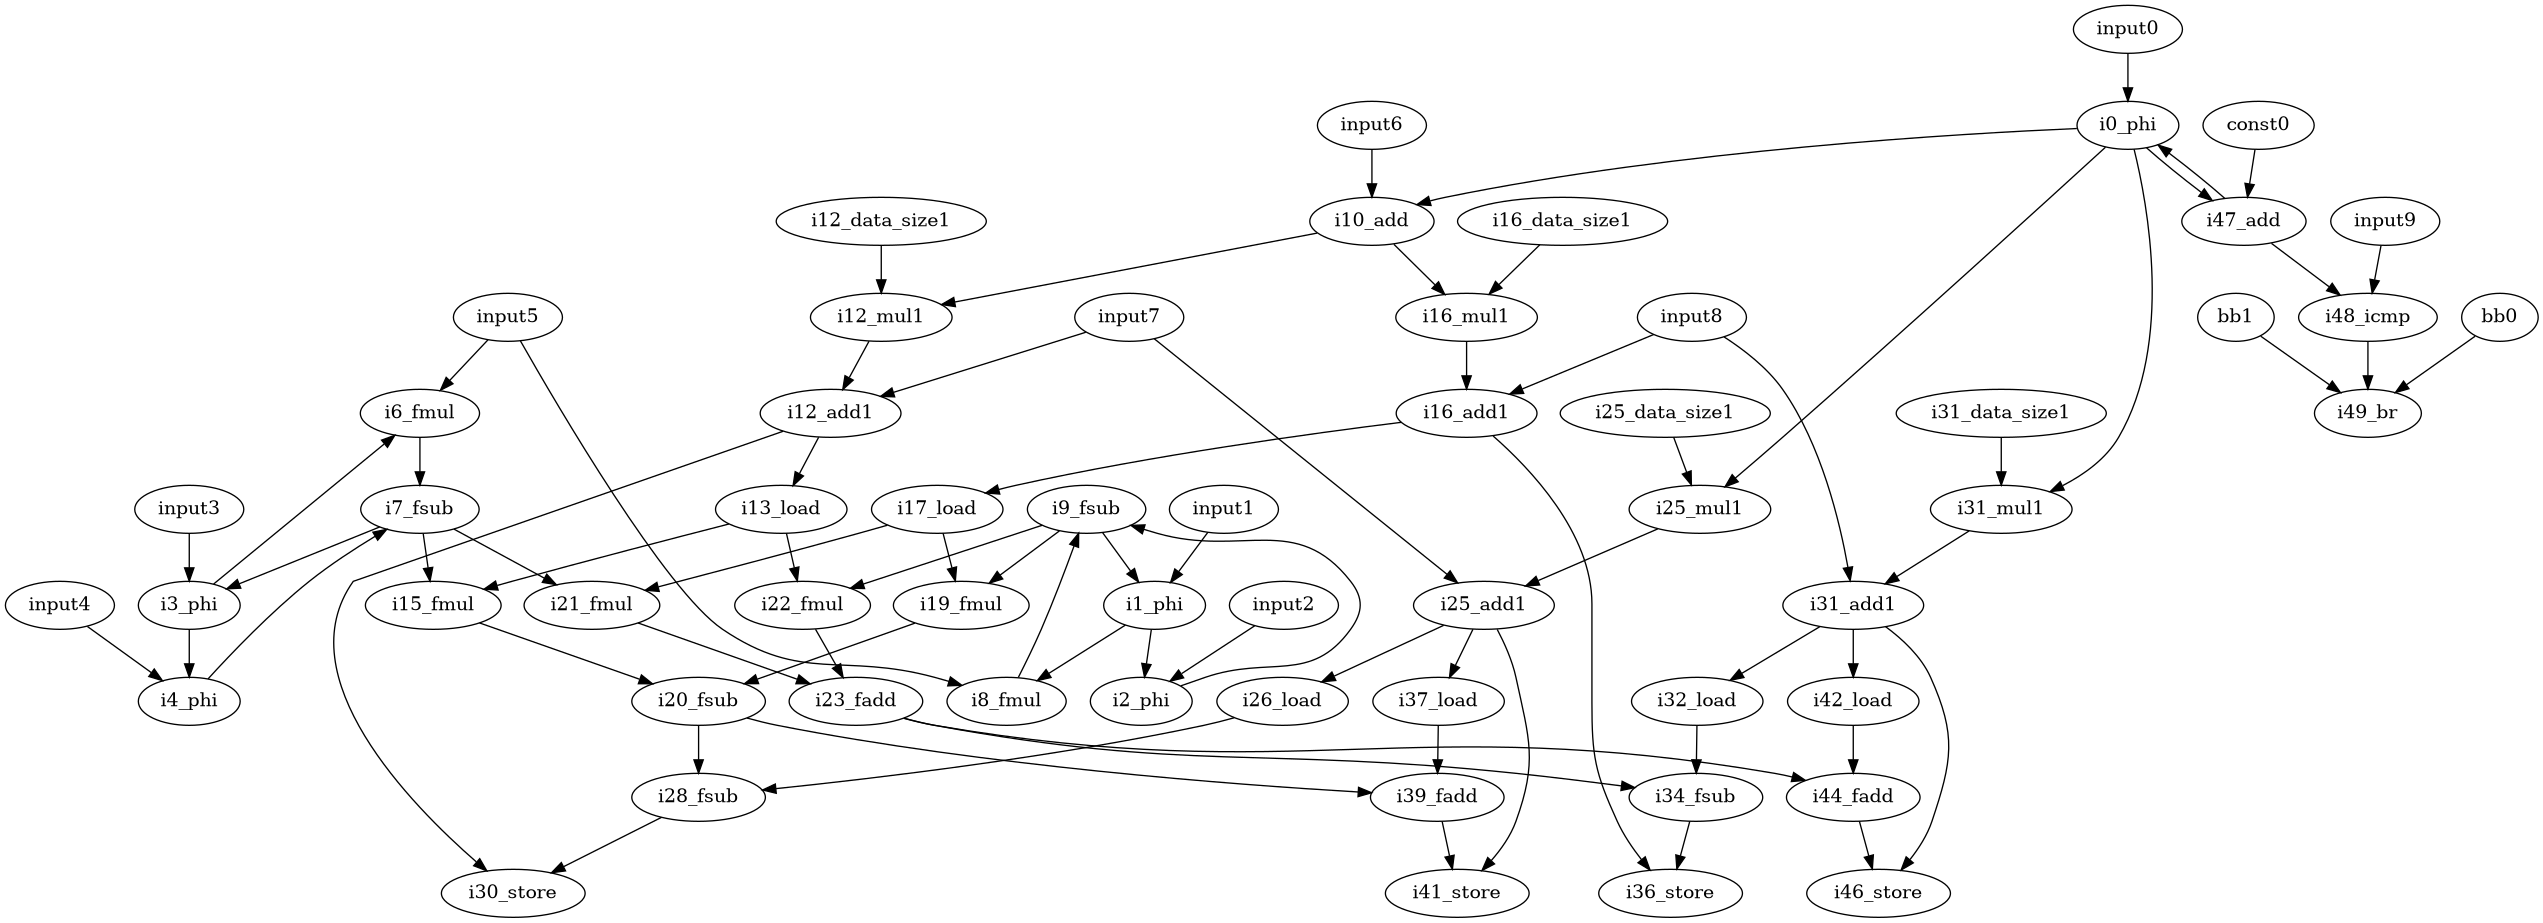 input0
input6
i0_phi
const0
i12_data_size1
i10_add
i16_data_size1
i47_add
input9
input5
i12_mul1
input7
i16_mul1
input8
bb1
i48_icmp
bb0
i6_fmul
i12_add1
i16_add1
i25_data_size1
i31_data_size1
i49_br
input3
i7_fsub
i13_load
i17_load
i9_fsub
input1
i25_mul1
i31_mul1
input4
i3_phi
i15_fmul
i21_fmul
i22_fmul
i19_fmul
i1_phi
input2
i25_add1
i31_add1
i4_phi
i20_fsub
i23_fadd
i8_fmul
i2_phi
i26_load
i37_load
i32_load
i42_load
i28_fsub
i39_fadd
i34_fsub
i44_fadd
i30_store
i41_store
i36_store
i46_store